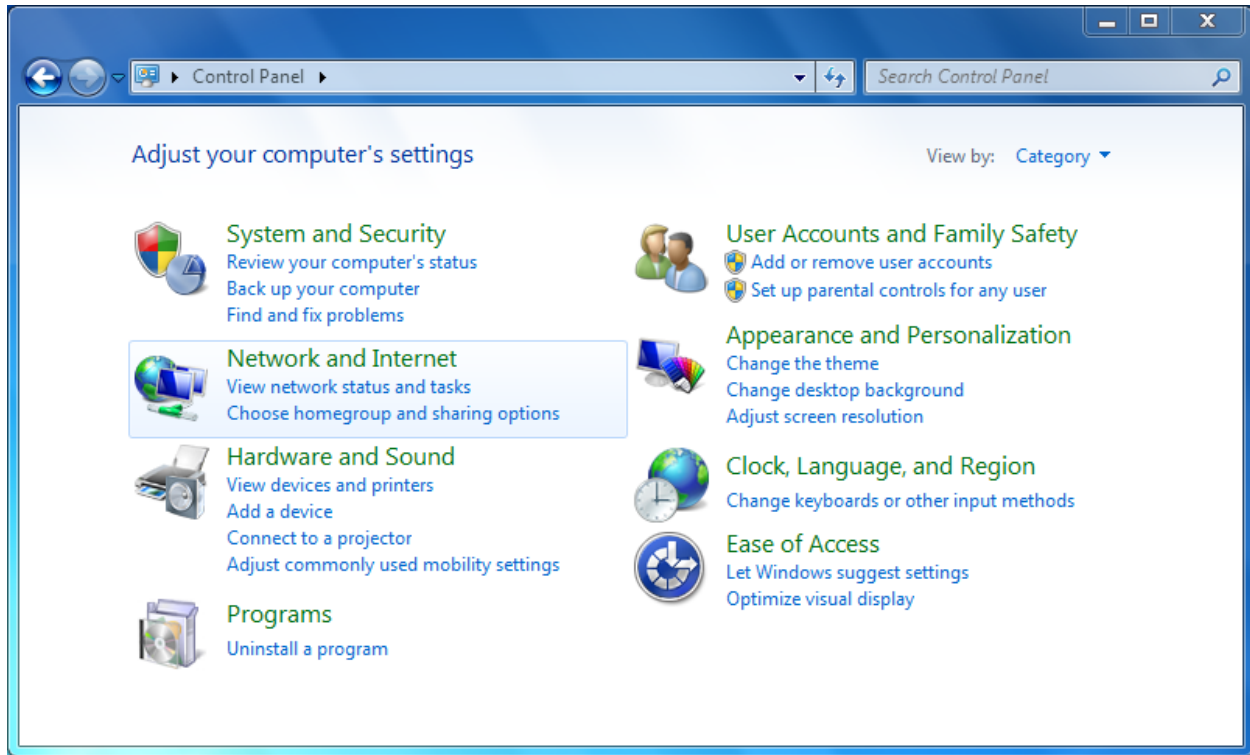 Control Panel
Search Control Panel
Adjust your computer's settings
View by: Category
System and Security
Review your computer's status
Back up your computer
Find and fix problems
Network and Internet
View network status and tasks
Choose homegroup and sharing options
Hardware and Sound
View devices and printers
Add a device
Connect to a projector
Adjust commonly used mobility settings
Programs
Uninstall a program
User Accounts and Family Safety
Add or remove user accounts
Set up parental controls for any user
Appearance and Personalization
Change the theme
Change desktop background
Adjust screen resolution
Clock, Language, and Region
Change keyboards or other input methods
Ease of Access
Let Windows suggest settings
Optimize visual display